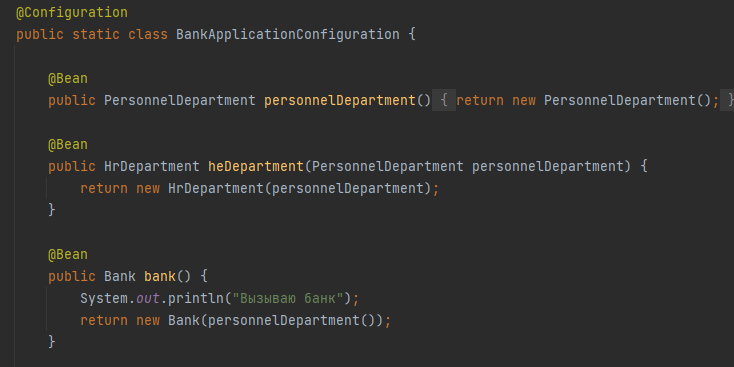 @Configuration
public static class BankApplicationConfiguration {
@Bean
public PersonnelDepartment personnelDepartment() { return new PersonnelDepartment(); }
@Bean
public HrDepartment heDepartment(PersonnelDepartment personnelDepartment) {
return new HrDepartment(personnelDepartment);
}
@Bean
public Bank bank() {
System.out.println("Вызываю банк");
return new Bank(personnelDepartment());
}